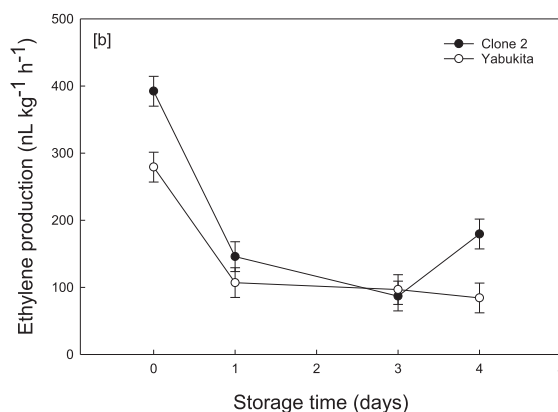 [b]
Clone 2
Yabukita
Ethylene production (nL kg-1 h-1)
500
400
300
200
100
0
0 1 2 3 4
Storage time (days)